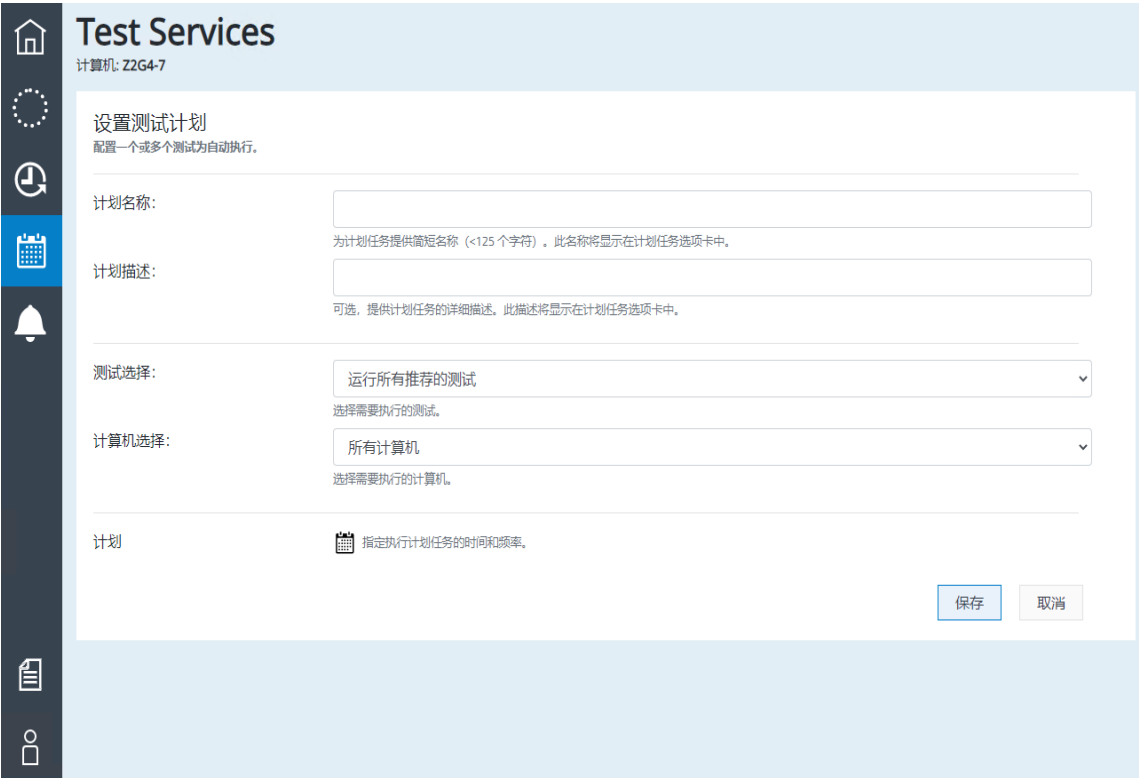 Test Services
计算机: Z2G4-7
设置测试计划
配置一个或多个测试为自动执行。
计划名称:
为计划任务提供简短名称（<125 个字符）。此名称将显示在计划任务选项卡中。
计划描述:
可选，提供计划任务的详细描述。此描述将显示在计划任务选项卡中。
测试选择:
运行所有推荐的测试
选择需要执行的测试。
计算机选择:
所有计算机
选择需要执行的计算机。
计划
指定执行计划任务的时间和频率。
保存
取消